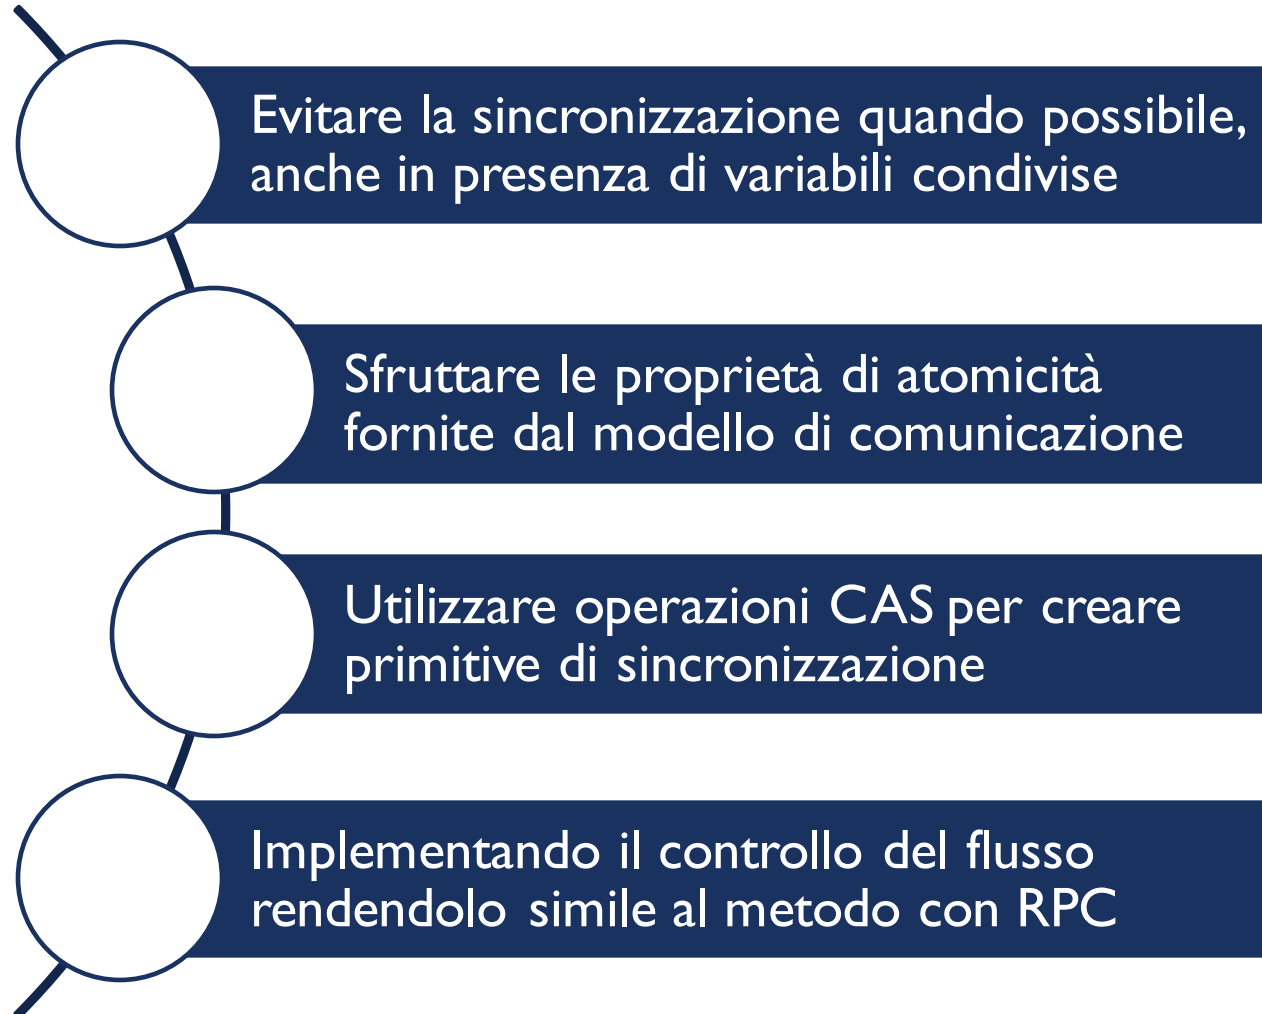 Evitare la sincronizzazione quando possibile,
anche in presenza di variabili condivise
Sfruttare le proprietà di atomicità
fornite dal modello di comunicazione
Utilizzare operazioni CAS per creare
primitive di sincronizzazione
Implementando il controllo del flusso
rendendolo simile al metodo con RPC